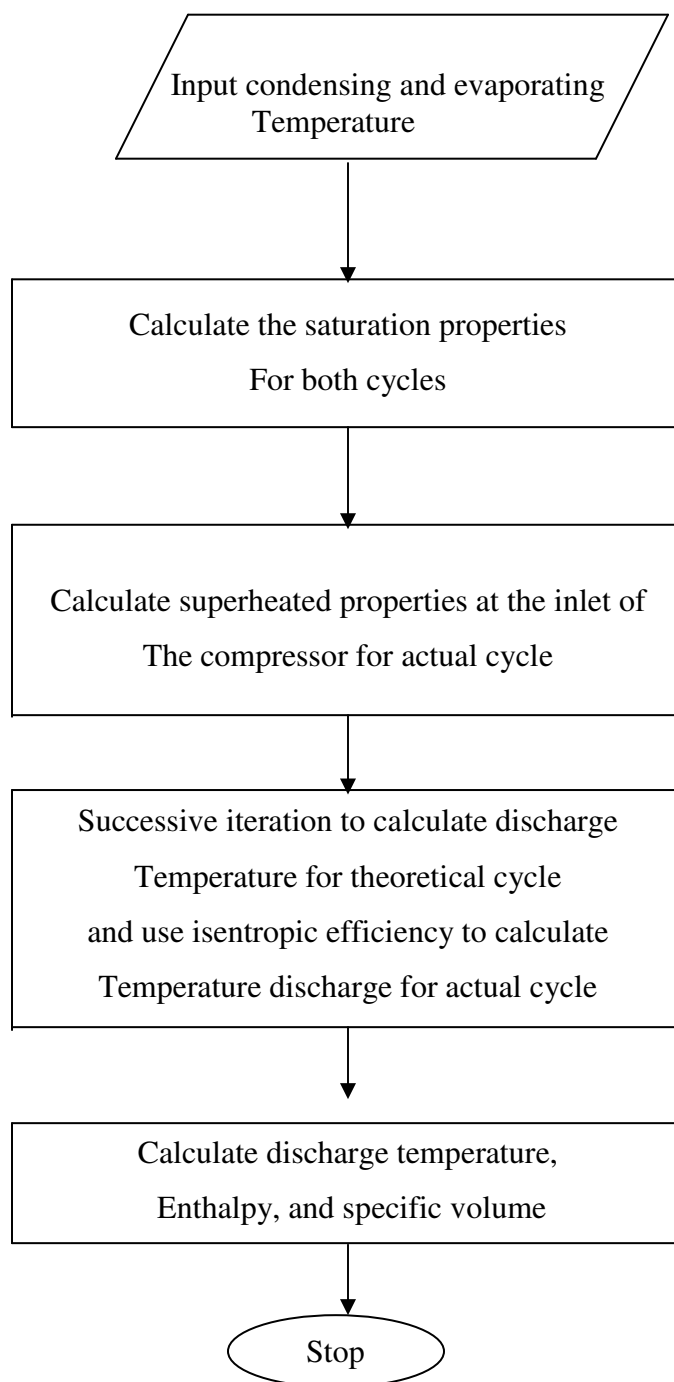 Input condensing and evaporating
Temperature
Calculate the saturation properties
For both cycles
Calculate superheated properties at the inlet of
The compressor for actual cycle
Successive iteration to calculate discharge
Temperature for theoretical cycle
and use isentropic efficiency to calculate
Temperature discharge for actual cycle
Calculate discharge temperature,
Enthalpy, and specific volume
Stop